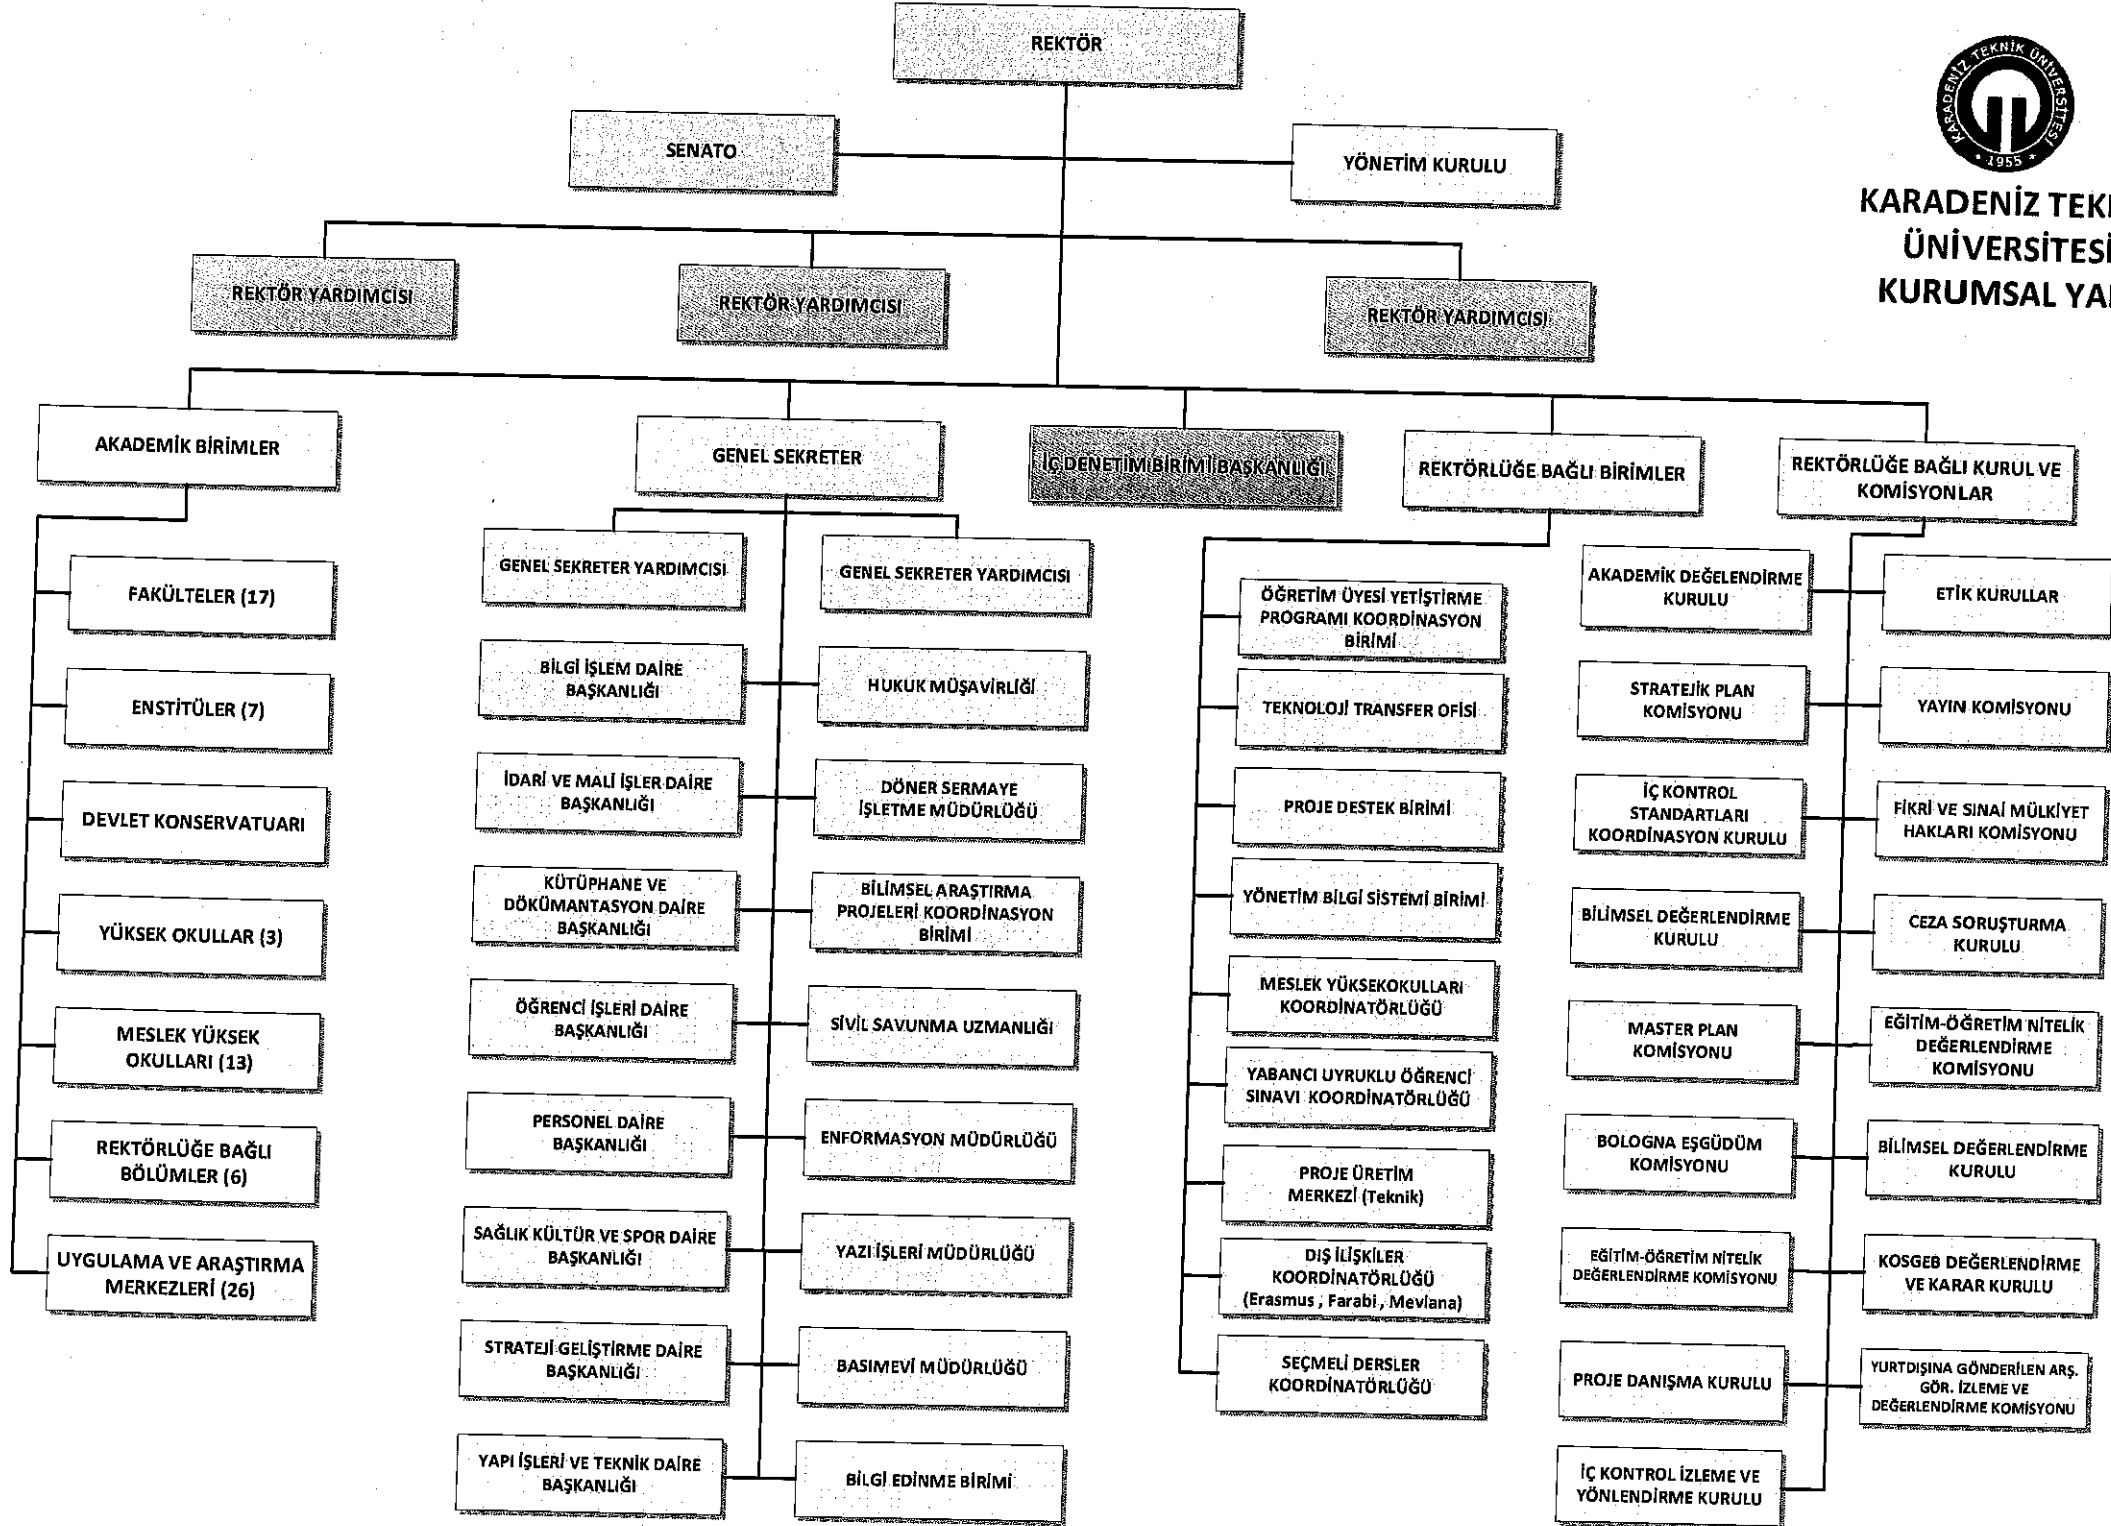 REKTÖR
KARADENİZ TEKNİK ÜNİVERSİTESİ
1955
SENATO
YÖNETİM KURULU
KARADENİZ
ÜNİVERSİTESİ
KURUMSAL
REKTÖR YARDIMCISI
REKTÖR YARDIMCISI
REKTÖR YARDIMCISI
AKADEMİK BİRİMLER
GENEL SEKRETER
İÇ DENETİM BİRİMİ BAŞKANLIĞI
REKTÖRLÜĞE BAĞLI BİRİMLER
REKTÖRLÜĞE BAĞLI KURUL VE
KOMİSYONLAR
FAKÜLTELER (17)
ENSTİTÜLER (7)
DEVLET KONSERVATUARI
YÜKSEK OKULLAR (3)
MESLEK YÜKSEK
OKULLARI (13)
REKTÖRLÜĞE BAĞLI
BÖLÜMLER (6)
UYGULAMA VE ARAŞTIRMA
MERKEZLERİ (26)
GENEL SEKRETER YARDIMCISI
GENEL SEKRETER YARDIMCISI
BİLGİ İŞLEM DAİRE
BAŞKANLIĞI
HUKUK MÜŞAVİRLİĞİ
İDARİ VE MALİ İŞLER DAİRE
BAŞKANLIĞI
DÖNER SERMAYE
İŞLETME MÜDÜRLÜĞÜ
KÜTÜPHANE VE
DÖKÜMANTASYON DAİRE
BAŞKANLIĞI
BİLİMSEL ARAŞTIRMA
PROJELERİ KOORDİNASYON
BİRİMİ
ÖĞRENCİ İŞLERİ DAİRE
BAŞKANLIĞI
SİVİL SAVUNMA UZMANLIĞI
PERSONEL DAİRE
BAŞKANLIĞI
ENFORMASYON MÜDÜRLÜĞÜ
SAĞLIK KÜLTÜR VE SPOR DAİRE
BAŞKANLIĞI
YAZI İŞLERİ MÜDÜRLÜĞÜ
STRATEJİ GELİŞTİRME DAİRE
BAŞKANLIĞI
BASIMEVİ MÜDÜRLÜĞÜ
YAPI İŞLERİ VE TEKNİK DAİRE
BAŞKANLIĞI
BİLGİ EDİNME BİRİMİ
ÖĞRETİM ÜYESİ YETİŞTİRME
PROGRAMI KOORDİNASYON
BİRİMİ
TEKNOLOJİ TRANSFER OFİSİ
PROJE DESTEK BİRİMİ
YÖNETİM BİLGİ SİSTEMİ BİRİMİ
MESLEK YÜKSEKOKULLARI
KOORDİNATÖRLÜĞÜ
YABANCI UYRUKLU ÖĞRENCİ
SINAVI KOORDİNATÖRLÜĞÜ
PROJE ÜRETİM
MERKEZİ (Teknik)
DIŞ İLİŞKİLER
KOORDİNATÖRLÜĞÜ
(Erasmus , Farabi , Mevlana)
SEÇMELİ DERSLER
KOORDİNATÖRLÜĞÜ
AKADEMİK DEĞELENDİRME
KURULU
ETİK KURULLAR
STRATEJİK PLAN
KOMİSYONU
YAYIN KOMİSYONU
İÇ KONTROL
STANDARTLARI
KOORDİNASYON KURULU
FİKRİ VE SINAİ MÜLKİYET
HAKLARI KOMİSYONU
BİLİMSEL DEĞERLENDİRME
KURULU
CEZA SORUŞTURMA
KURULU
MASTER PLAN
KOMİSYONU
EĞİTİM-ÖĞRETİM NİTELİK
DEĞERLENDİRME
KOMİSYONU
BOLOGNA EŞGÜDÜM
KOMİSYONU
BİLİMSEL DEĞERLENDİRME
KURULU
EĞİTİM-ÖĞRETİM NİTELİK
DEĞERLENDİRME KOMİSYONU
KOSGEB DEĞERLENDİRME
VE KARAR KURULU
PROJE DANIŞMA KURULU
YURTDIŞINA GÖNDERİLEN ARŞ.
GÖR. İZLEME VE
DEĞERLENDİRME KOMİSYONU
İÇ KONTROL İZLEME VE
YÖNLENDİRME KURULU